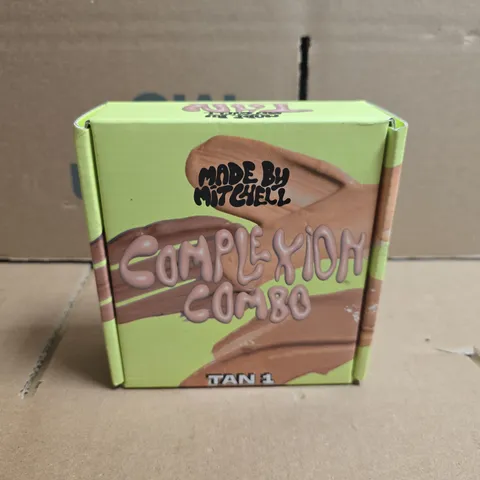 MADE BY
MITCHELL
COMPLEXION
COMBO
TAN 1